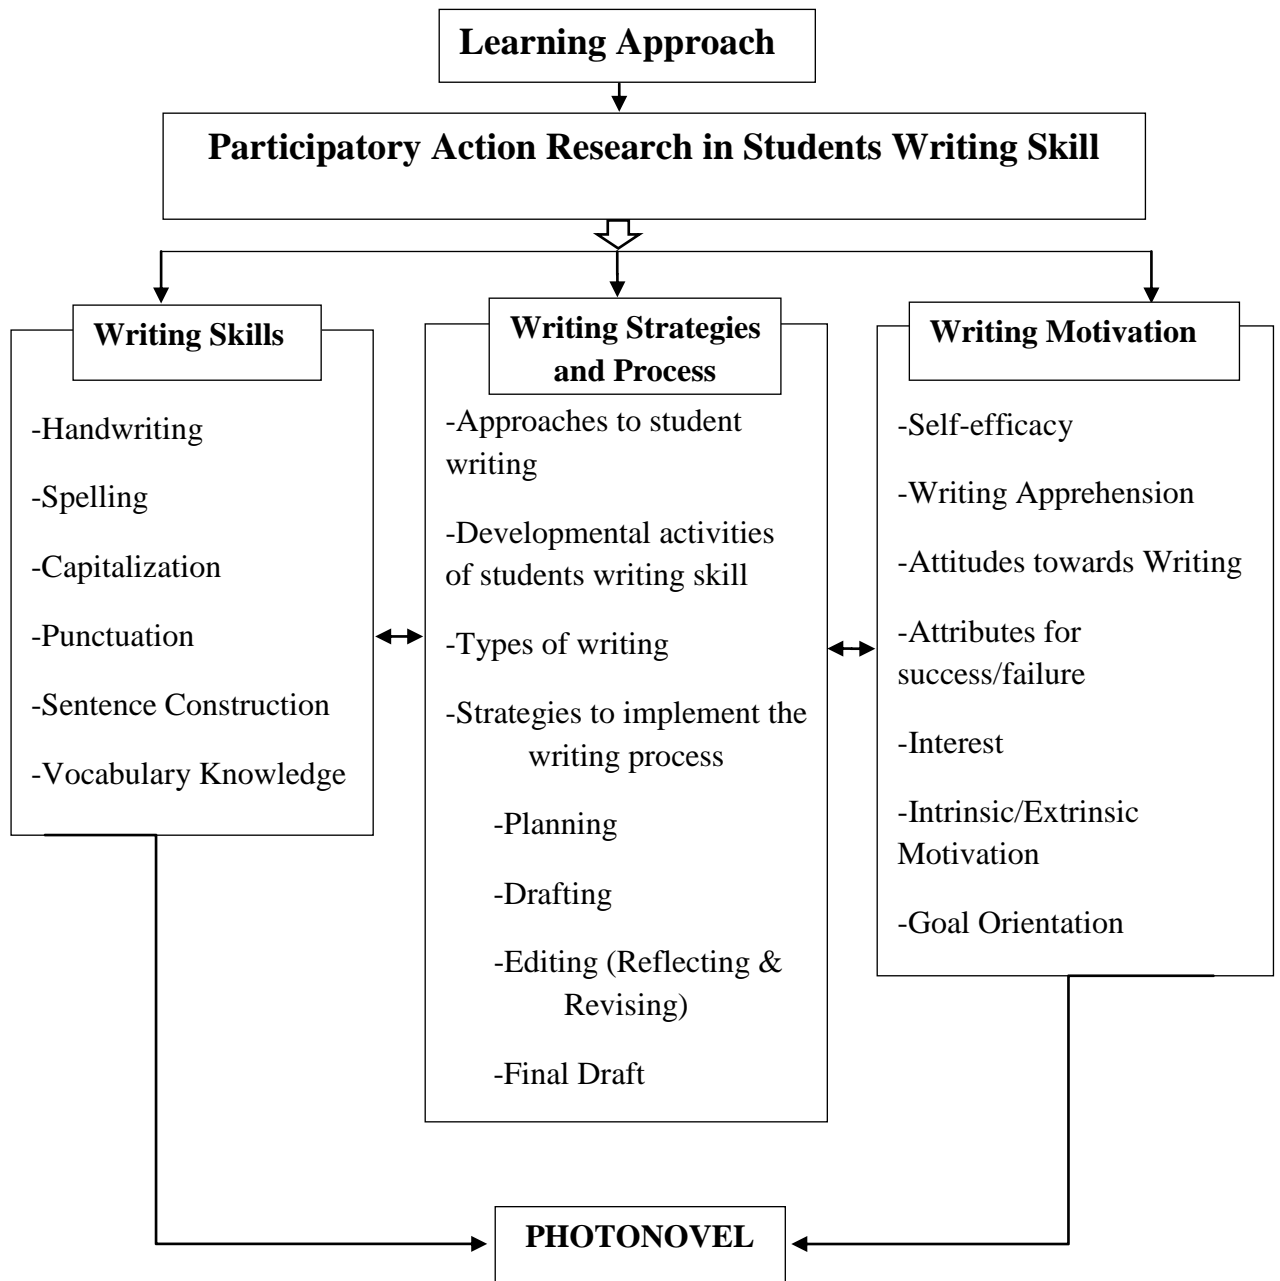 Learning Approach
Participatory Action Research in Students Writing Skill
Writing Skills
-Handwriting
-Spelling
-Capitalization
-Punctuation
-Sentence Construction
-Vocabulary Knowledge
Writing Strategies
and Process
-Approaches to student
writing
-Developmental activities
of students writing skill
-Types of writing
-Strategies to implement the
writing process
-Planning
-Drafting
-Editing (Reflecting &
Revising)
-Final Draft
Writing Motivation
-Self-efficacy
-Writing Apprehension
-Attitudes towards Writing
-Attributes for
success/failure
-Interest
-Intrinsic/Extrinsic
Motivation
-Goal Orientation
PHOTONOVEL